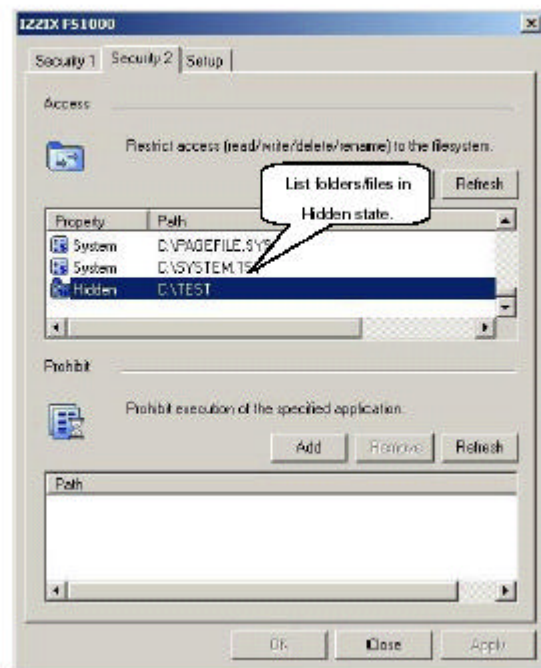 IZZIX FS1000
Security 1 Security 2 Setup
Access
Restrict access (read/write/delete/rename) to the filesystem.
List folders/files in
Hidden state.
Refresh
Property Path
System C:\PAGEFILE.SYS
System C:\SYSTEM.1ST
Hidden C:\TEST
Prohibit
Prohibit execution of the specified application.
Add Remove Refresh
Path
OK Close Apply